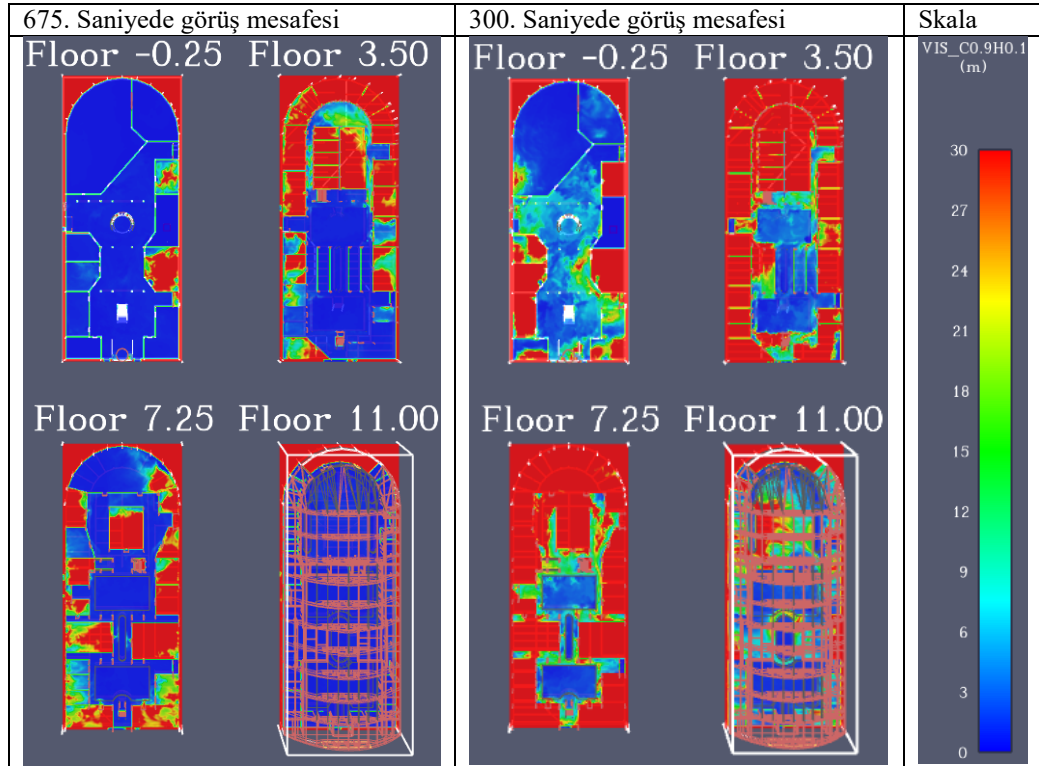 675. Saniyede görüş mesafesi
300. Saniyede görüş mesafesi
Skala
Floor -0.25 Floor 3.50
Floor 7.25 Floor 11.00
Floor -0.25 Floor 3.50
Floor 7.25 Floor 11.00
VIS_C0.9H0.1
(m)
30
27
24
21
18
15
12
9
6
3
0